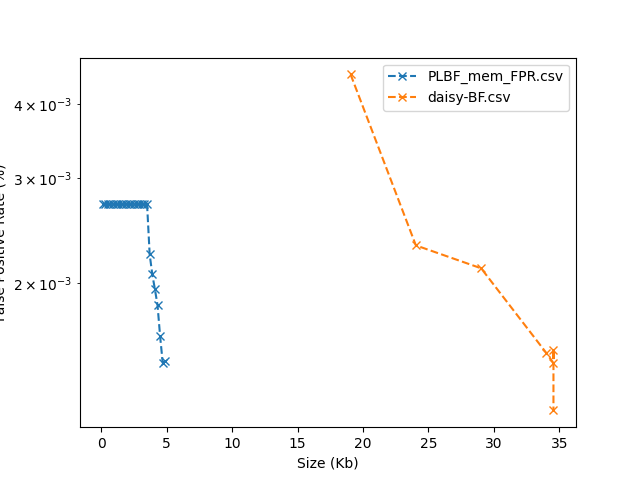 PLBF_mem_FPR.csv
daisy-BF.csv
4 × 10⁻³
3 × 10⁻³
2 × 10⁻³
Positive Rate (%)
0 5 10 15 20 25 30 35
Size (Kb)